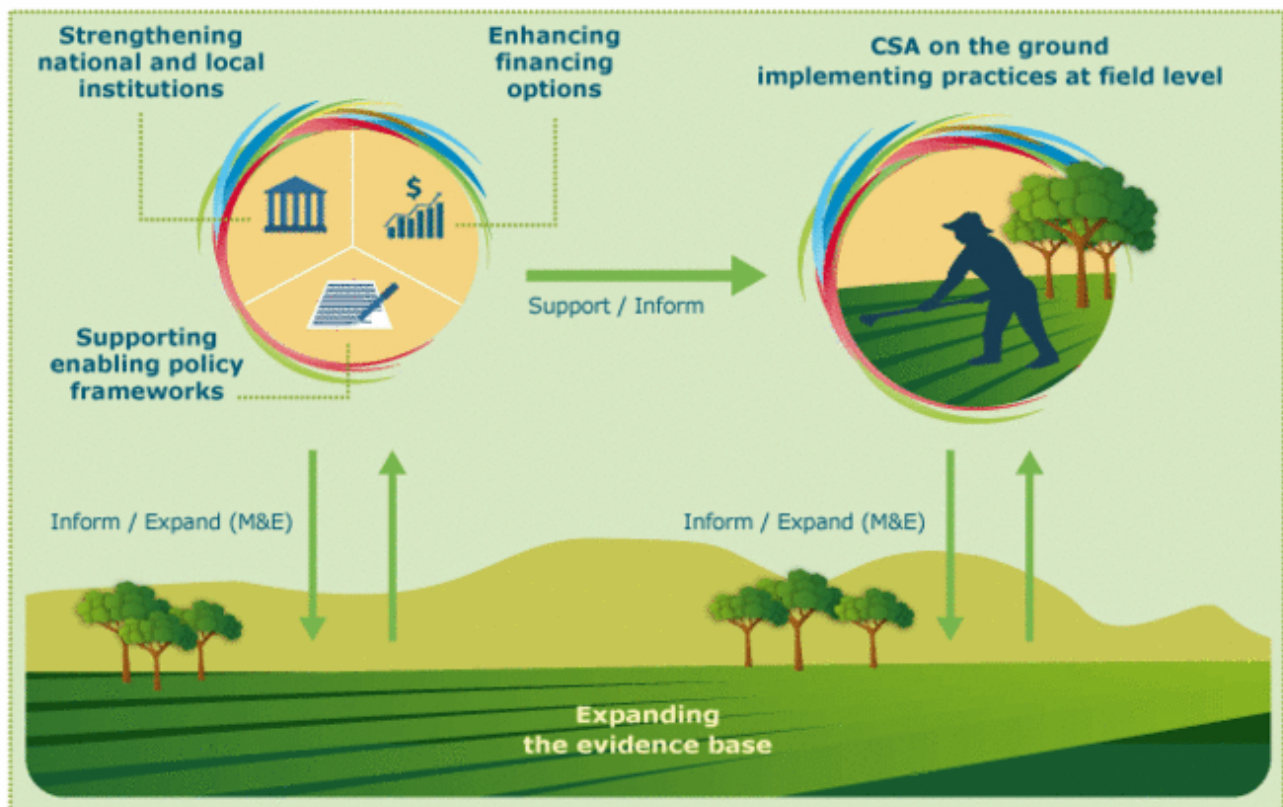 Strengthening
national and local
institutions
Enhancing
financing
options
CSA on the ground
implementing practices at field level
$
Support / Inform
Supporting
enabling policy
frameworks
Inform / Expand (M&E)
Inform / Expand (M&E)
Expanding
the evidence base